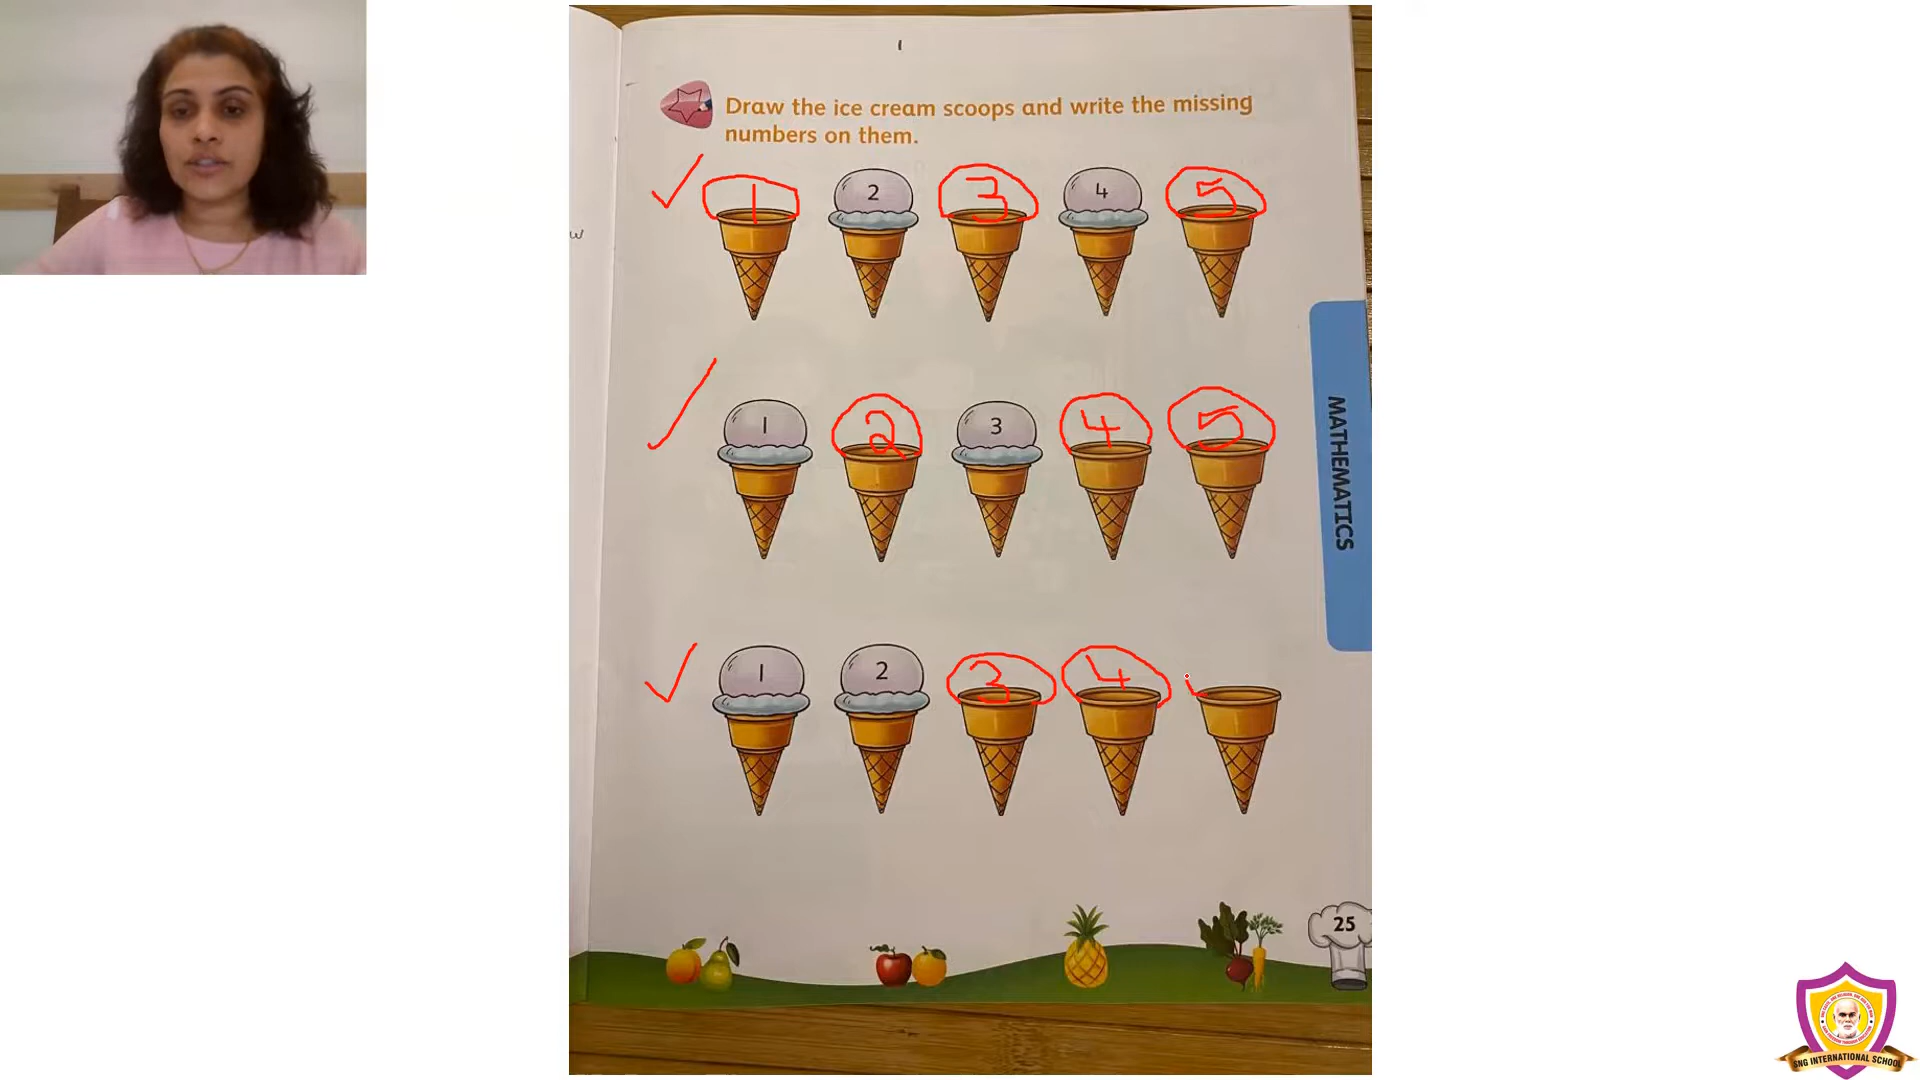 Draw the ice cream scoops and write the missing
numbers on them.
1 2 3 4 5
w
1 2 3 4 5
MATHEMATICS
1 2 3 4
25
SNG INTERNATIONAL SCHOOL